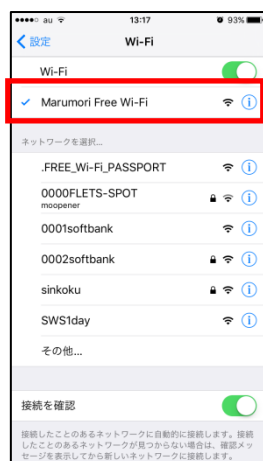 au 13:17 93%
設定 Wi-Fi
Wi-Fi
Marumori Free Wi-Fi
ネットワークを選択...
.FREE_Wi-Fi_PASSPORT
0000FLETS-SPOT
moopener
0001softbank
0002softbank
sinkoku
SWS1day
その他...
接続を確認
接続したことのあるネットワークに自動的に接続します。接続
したことのあるネットワークが見つからない場合は、確認メッ
セージを表示してから新しいネットワークに接続します。